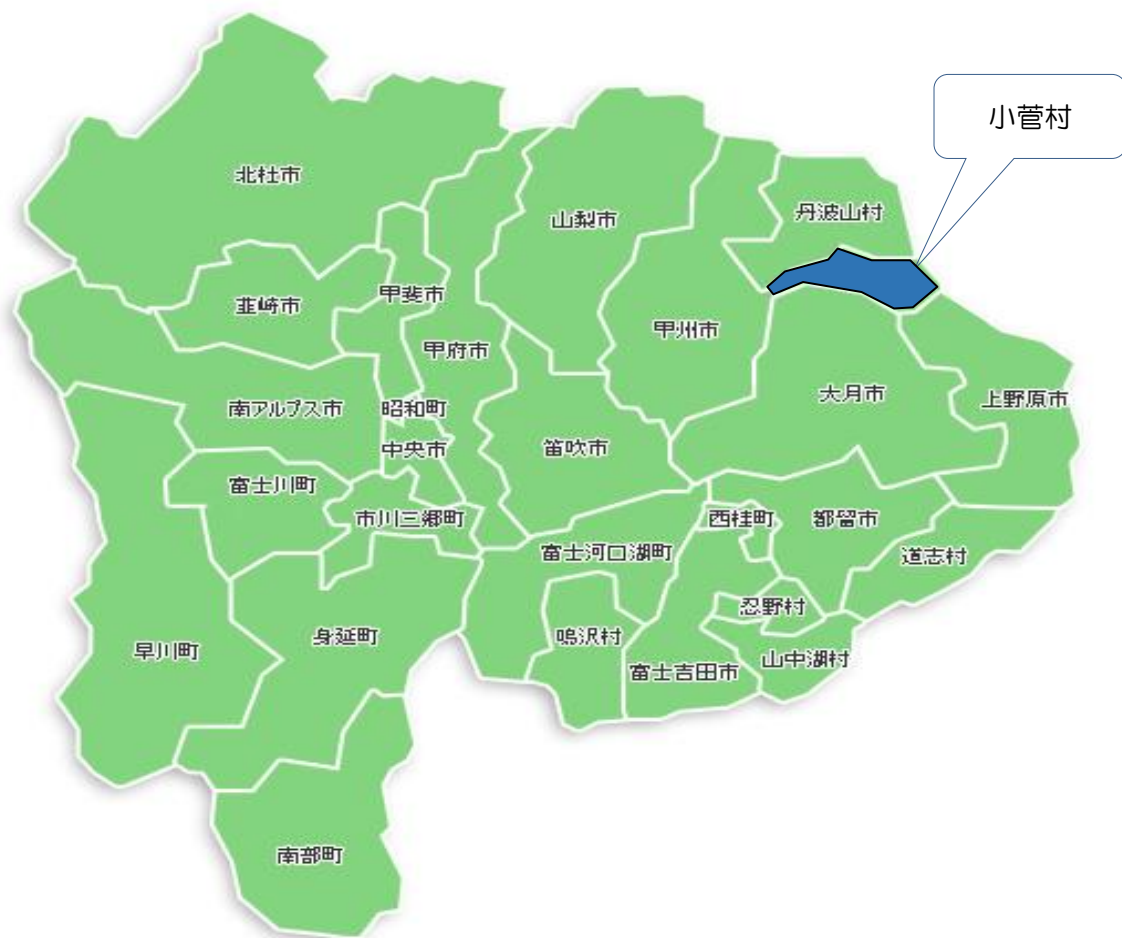 小菅村
北杜市
丹波山村
山梨市
甲斐市
韮崎市
甲州市
甲府市
大月市
上野原市
南アルプス市
昭和町
中央市
笛吹市
富士川町
市川三郷町
西桂町
都留市
富士河口湖町
道志村
忍野村
鳴沢村
身延町
早川町
山中湖村
富士吉田市
南部町